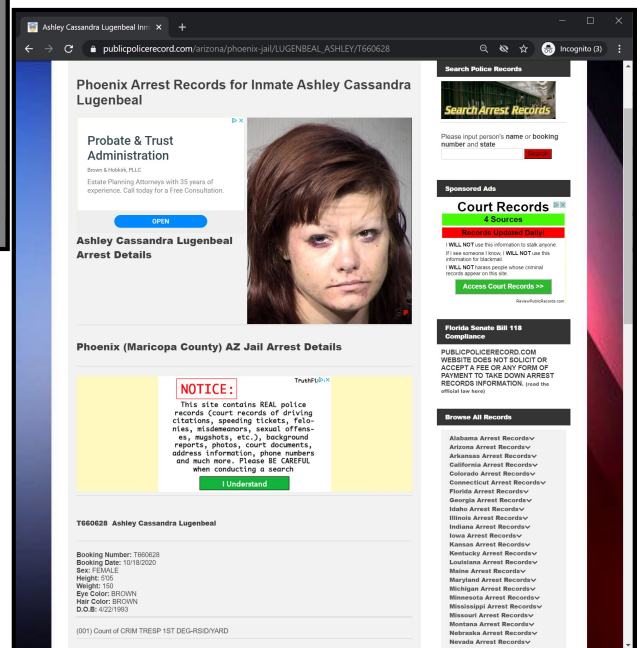 Ashley Cassandra Lugenbeal Inm
Incognito (3)
publicpolicerecord.com/arizona/phoenix-jail/LUGENBEAL_ASHLEY/T660628
Phoenix Arrest Records for Inmate Ashley Cassandra
Lugenbeal
Probate & Trust
Administration
Brown & Hobkirk, PLLC
Estate Planning Attorneys with 35 years of
experience. Call today for a Free Consultation.
OPEN
Ashley Cassandra Lugenbeal
Arrest Details
Phoenix (Maricopa County) AZ Jail Arrest Details
TruthFi
NOTICE:
This site contains REAL police
records (court records of driving
citations, speeding tickets, felo-
nies, misdemeanors, sexual offens-
es, mugshots, etc.), background
reports, photos, court documents,
address information, phone numbers
and much more. Please BE CAREFUL
when conducting a search
I Understand
T660628 Ashley Cassandra Lugenbeal
Booking Number: T660628
Booking Date: 10/18/2020
Sex: FEMALE
Height: 5'05
Weight: 150
Eye Color: BROWN
Hair Color: BROWN
D.O.B: 4/22/1993
(001) Count of CRIM TRESP 1ST DEG-RSID/YARD
Search Police Records
Search Arrest Records
Please input person's name or booking
number and state
Search
Sponsored Ads
Court Records
4 Sources
Records Updated Daily!
I WILL NOT use this information to stalk anyone.
If I see someone I know, I WILL NOT use this
information for blackmail.
I WILL NOT harass people whose criminal
records appear on this site.
Access Court Records >>
ReviewPublicRecords.com
Florida Senate Bill 118
Compliance
PUBLICPOLICERECORD.COM
WEBSITE DOES NOT SOLICIT OR
ACCEPT A FEE OR ANY FORM OF
PAYMENT TO TAKE DOWN ARREST
RECORDS INFORMATION. (read the
official law here)
Browse All Records
Alabama Arrest Records
Arizona Arrest Records
Arkansas Arrest Records
California Arrest Records
Colorado Arrest Records
Connecticut Arrest Records
Florida Arrest Records
Georgia Arrest Records
Idaho Arrest Records
Illinois Arrest Records
Indiana Arrest Records
Iowa Arrest Records
Kansas Arrest Records
Kentucky Arrest Records
Louisiana Arrest Records
Maine Arrest Records
Maryland Arrest Records
Michigan Arrest Records
Minnesota Arrest Records
Mississippi Arrest Records
Missouri Arrest Records
Montana Arrest Records
Nebraska Arrest Records
Nevada Arrest Records